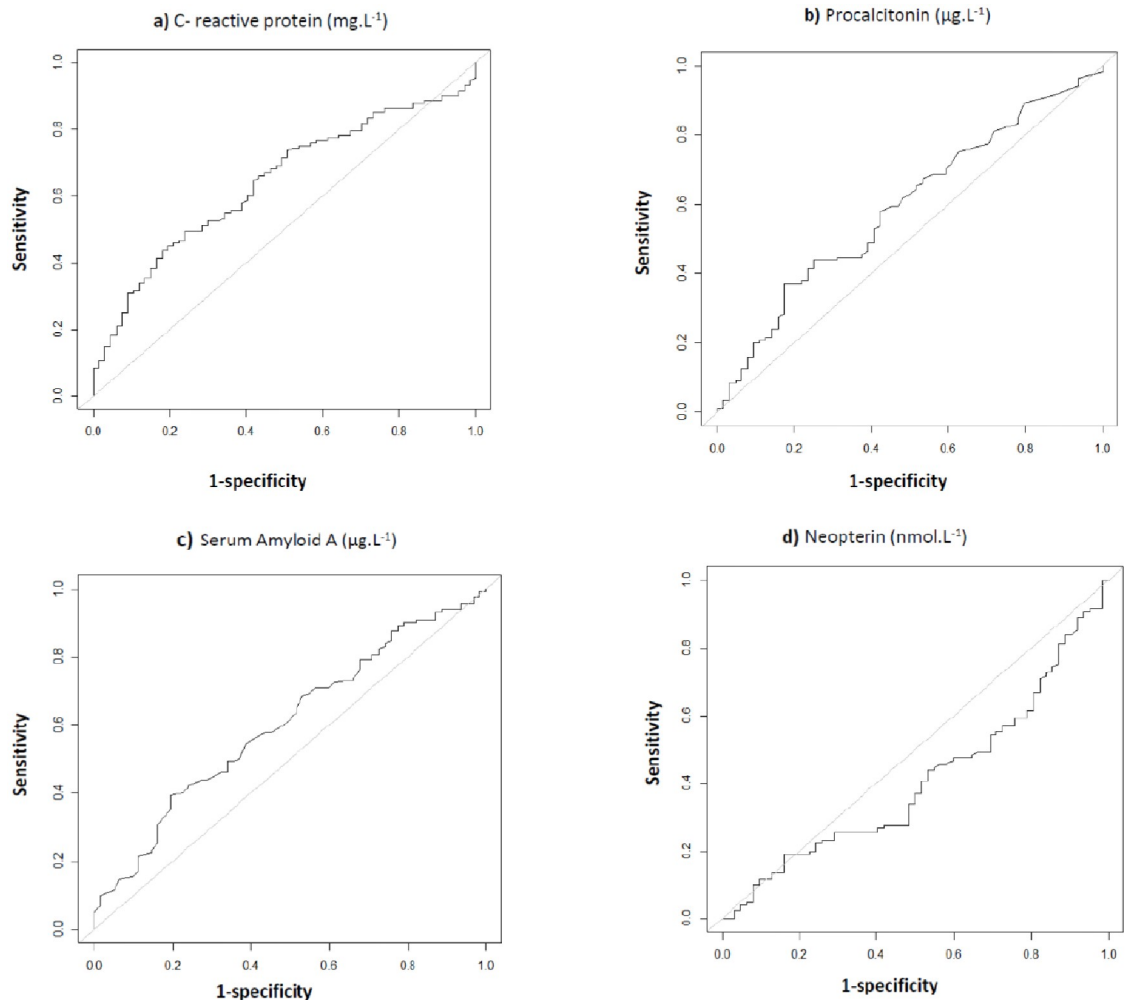 a) C- reactive protein (mg.L-1)
1.0
0.8
0.6
0.4
0.2
0.0
Sensitivity
0.0 0.2 0.4 0.6 0.8 1.0
1-specificity
b) Procalcitonin (µg.L-1)
1.0
0.8
0.6
0.4
0.2
0.0
Sensitivity
0.0 0.2 0.4 0.6 0.8 1.0
1-specificity
c) Serum Amyloid A (µg.L-1)
1.0
0.8
0.6
0.4
0.2
0.0
Sensitivity
0.0 0.2 0.4 0.6 0.8 1.0
1-specificity
d) Neopterin (nmol.L-1)
1.0
0.8
0.6
0.4
0.2
0.0
Sensitivity
0.0 0.2 0.4 0.6 0.8 1.0
1-specificity